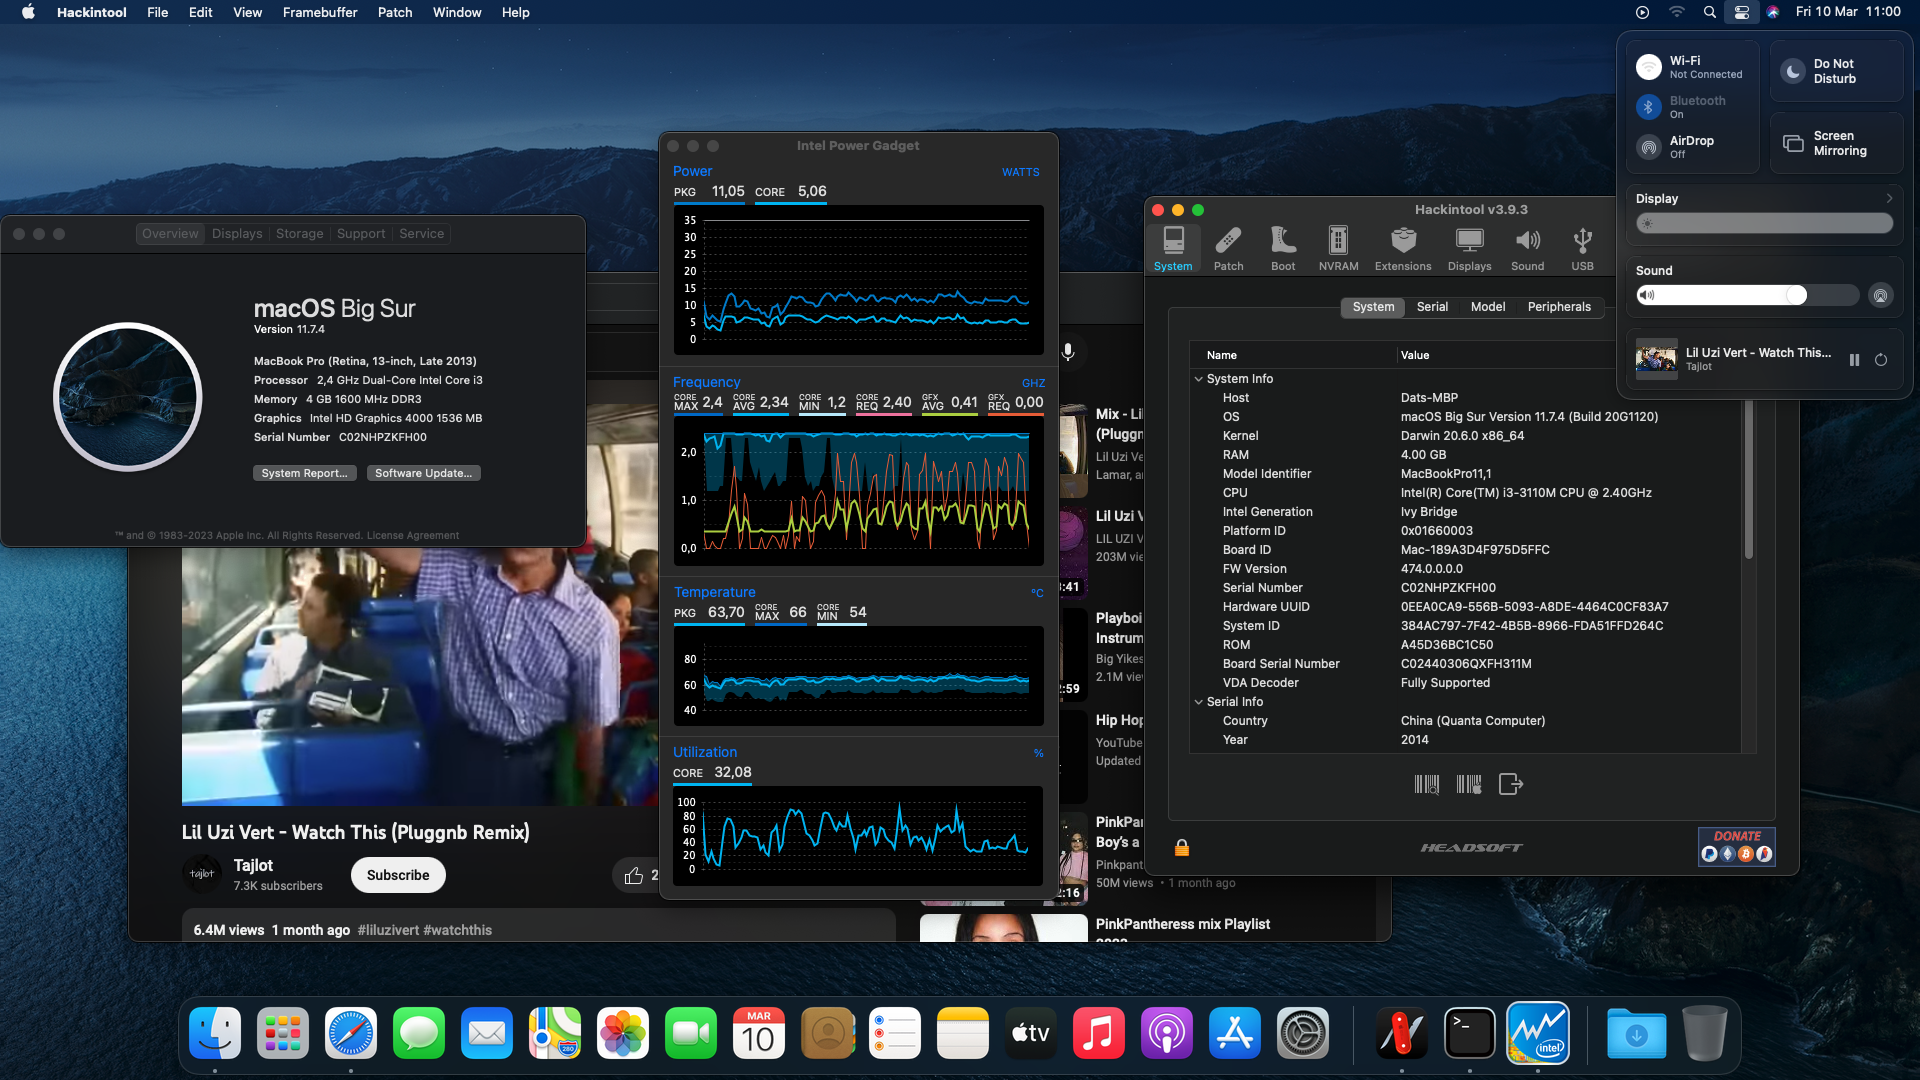 Hackintool File Edit View Framebuffer Patch Window Help
Fri 10 Mar 11:00
Wi-Fi
Not Connected
Bluetooth
On
AirDrop
Off
Do Not
Disturb
Screen
Mirroring
Display
Sound
Lil Uzi Vert - Watch This...
Tajlot
Overview Displays Storage Support Service
macOS Big Sur
Version 11.7.4
MacBook Pro (Retina, 13-inch, Late 2013)
Processor 2,4 GHz Dual-Core Intel Core i3
Memory 4 GB 1600 MHz DDR3
Graphics Intel HD Graphics 4000 1536 MB
Serial Number C02NHPZKFH00
System Report... Software Update...
™ and © 1983-2023 Apple Inc. All Rights Reserved. License Agreement
Intel Power Gadget
Power WATTS
PKG 11,05 CORE 5,06
35
30
25
20
15
10
5
0
Frequency GHZ
CORE MAX 2,4 CORE AVG 2,34 CORE MIN 1,2 CORE REQ 2,40 GFX AVG 0,41 GFX REQ 0,00
2,0
1,0
0,0
Temperature °C
PKG 63,70 CORE MAX 66 CORE MIN 54
80
60
40
Utilization %
CORE 32,08
100
80
60
40
20
0
Hackintool v3.9.3
System Patch Boot NVRAM Extensions Displays Sound USB
System Serial Model Peripherals
Name Value
System Info
Host Dats-MBP
OS macOS Big Sur Version 11.7.4 (Build 20G1120)
Kernel Darwin 20.6.0 x86_64
RAM 4.00 GB
Model Identifier MacBookPro11,1
CPU Intel(R) Core(TM) i3-3110M CPU @ 2.40GHz
Intel Generation Ivy Bridge
Platform ID 0x01660003
Board ID Mac-189A3D4F975D5FFC
FW Version 474.0.0.0.0
Serial Number C02NHPZKFH00
Hardware UUID 0EEA0CA9-556B-5093-A8DE-4464C0CF83A7
System ID 384AC797-7F42-4B5B-8966-FDA51FFD264C
ROM A45D36BC1C50
Board Serial Number C02440306QXFH311M
VDA Decoder Fully Supported
Serial Info
Country China (Quanta Computer)
Year 2014
HEADSOFT
DONATE
Mix - Li
(Pluggn
Lil Uzi Ve
Lamar, a
Lil Uzi V
LIL UZI V
203M vie
:41
Playboi
Instrum
Big Yikes
2.1M vie
:59
Hip Hop
YouTube
Updated
PinkPa
Boy's a
Pinkpant
50M views • 1 month ago
:16
PinkPantheress mix Playlist
Lil Uzi Vert - Watch This (Pluggnb Remix)
tajlot
Tajlot
7.3K subscribers
Subscribe
2
6.4M views 1 month ago #liluzivert #watchthis
280
MAR
10
tv
>_
intel